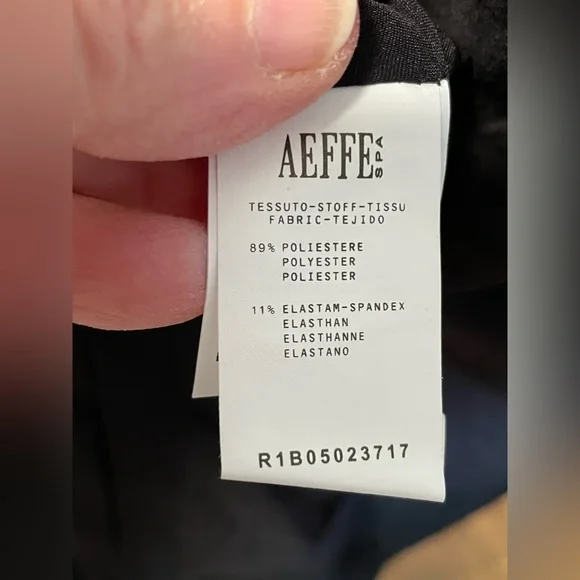 AEFFE SPA
TESSUTO-STOFF-TISSU
FABRIC-TEJIDO
89% POLIESTERE
POLYESTER
POLIESTER
11% ELASTAM-SPANDEX
ELASTHAN
ELASTHANNE
ELASTANO
R1B05023717